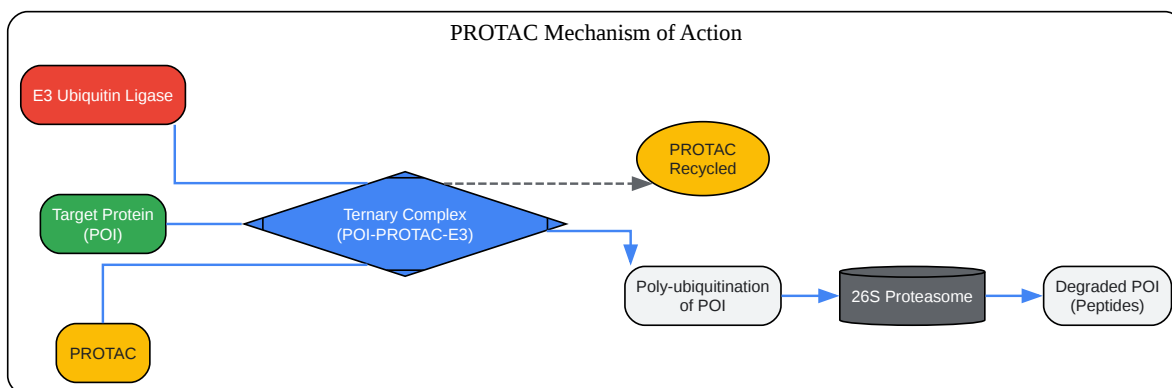 PROTAC Mechanism of Action
E3 Ubiquitin Ligase
PROTAC
Recycled
Target Protein
(POI)
Ternary Complex
(POI-PROTAC-E3)
Poly-ubiquitination
of POI
26S Proteasome
Degraded POI
(Peptides)
PROTAC